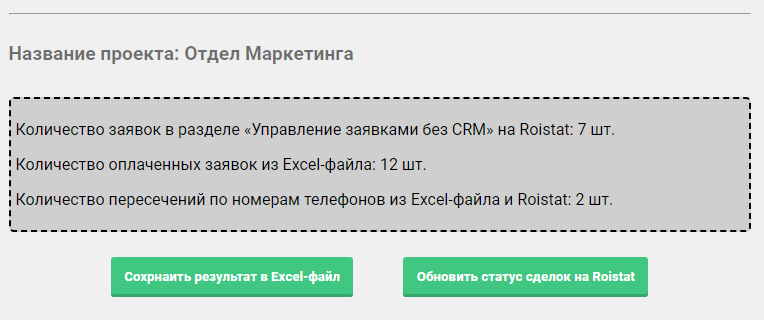 Название проекта: Отдел Маркетинга
Количество заявок в разделе «Управление заявками без CRM» на Roistat: 7 шт.
Количество оплаченных заявок из Excel-файла: 12 шт.
Количество пересечений по номерам телефонов из Excel-файла и Roistat: 2 шт.
Сохрнаить результат в Excel-файл
Обновить статус сделок на Roistat